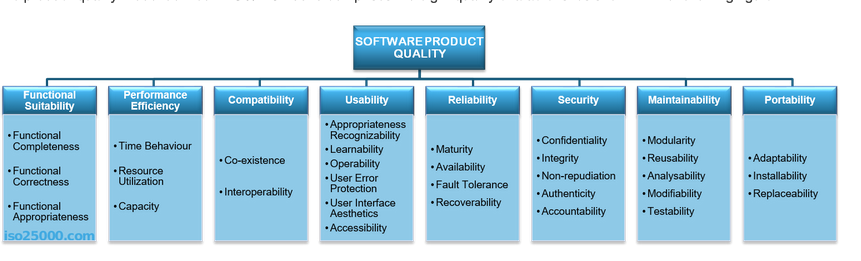 SOFTWARE PRODUCT
QUALITY
Functional
Suitability
•Functional
Completeness
•Functional
Correctness
•Functional
Appropriateness
Performance
Efficiency
•Time Behaviour
•Resource
Utilization
•Capacity
Compatibility
•Co-existence
•Interoperability
Usability
•Appropriateness
Recognizability
•Learnability
•Operability
•User Error
Protection
•User Interface
Aesthetics
•Accessibility
Reliability
•Maturity
•Availability
•Fault Tolerance
•Recoverability
Security
•Confidentiality
•Integrity
•Non-repudiation
•Authenticity
•Accountability
Maintainability
•Modularity
•Reusability
•Analysability
•Modifiability
•Testability
Portability
•Adaptability
•Installability
•Replaceability
iso25000.com